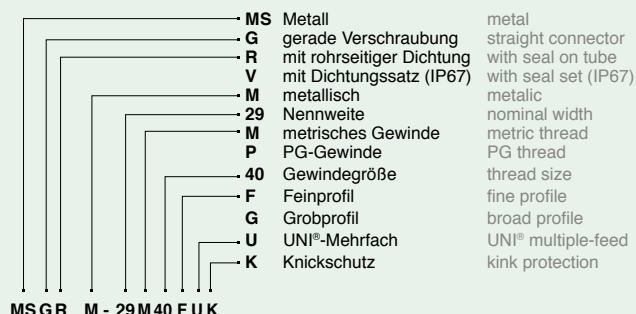 MS Metall metal
G gerade Verschraubung straight connector
R mit rohrseitiger Dichtung with seal on tube
V mit Dichtungssatz (IP67) with seal set (IP67)
M metallisch metalic
29 Nennweite nominal width
M metrisches Gewinde metric thread
P PG-Gewinde PG thread
40 Gewindegröße thread size
F Feinprofil fine profile
G Grobprofil broad profile
U UNI®-Mehrfach UNI® multiple-feed
K Knickschutz kink protection
MS G R M - 29 M 40 F U K